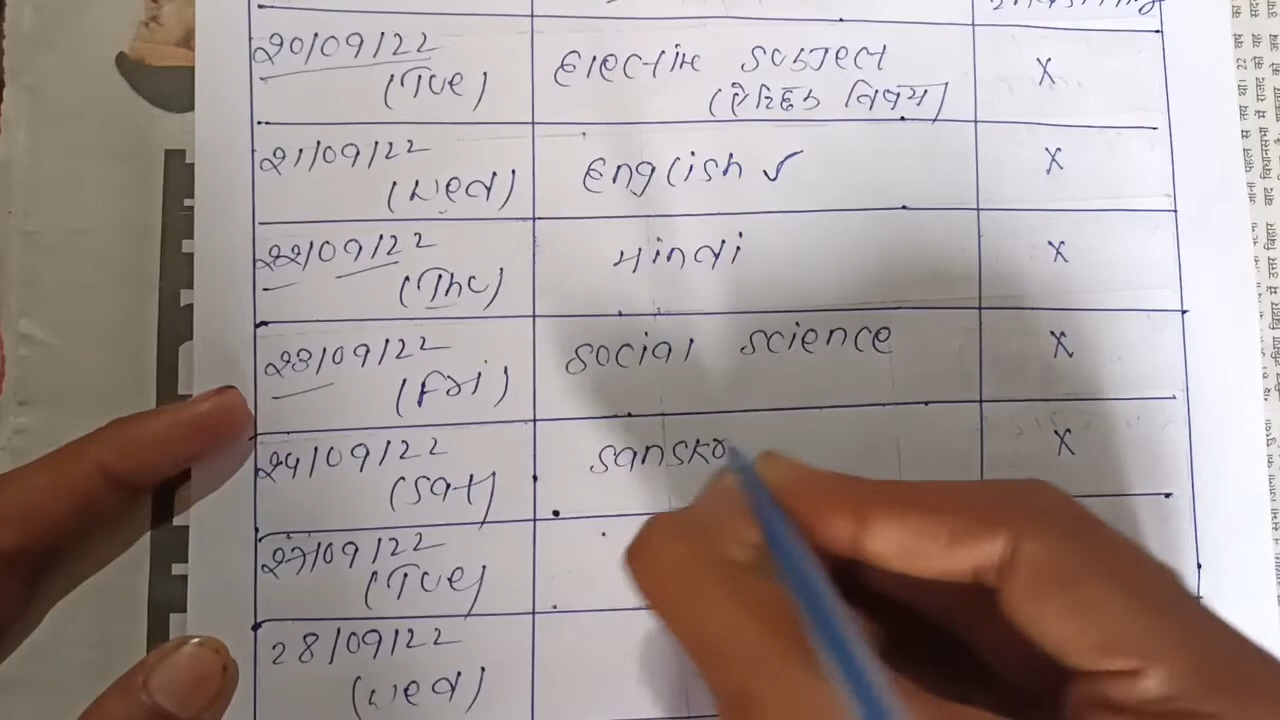 20/09/22
(Tue)
Elective Subject
(ऐच्छिक विषय)
X
21/09/22
(Wed)
English ✓
X
22/09/22
(Thu)
Hindi
X
23/09/22
(Fri)
Social Science
X
24/09/22
(Sat)
Sanskr
X
27/09/22
(Tue)
28/09/22
(Wed)